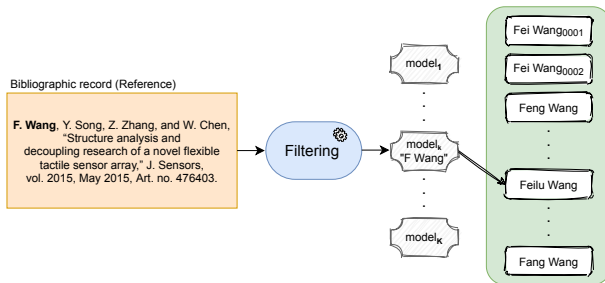 Bibliographic record (Reference)
F. Wang, Y. Song, Z. Zhang, and W. Chen,
"Structure analysis and
decoupling research of a novel flexible
tactile sensor array," J. Sensors,
vol. 2015, May 2015, Art. no. 476403.
Filtering
model1
modelk
"F Wang"
modelK
Fei Wang0001
Fei Wang0002
Feng Wang
Feilu Wang
Fang Wang